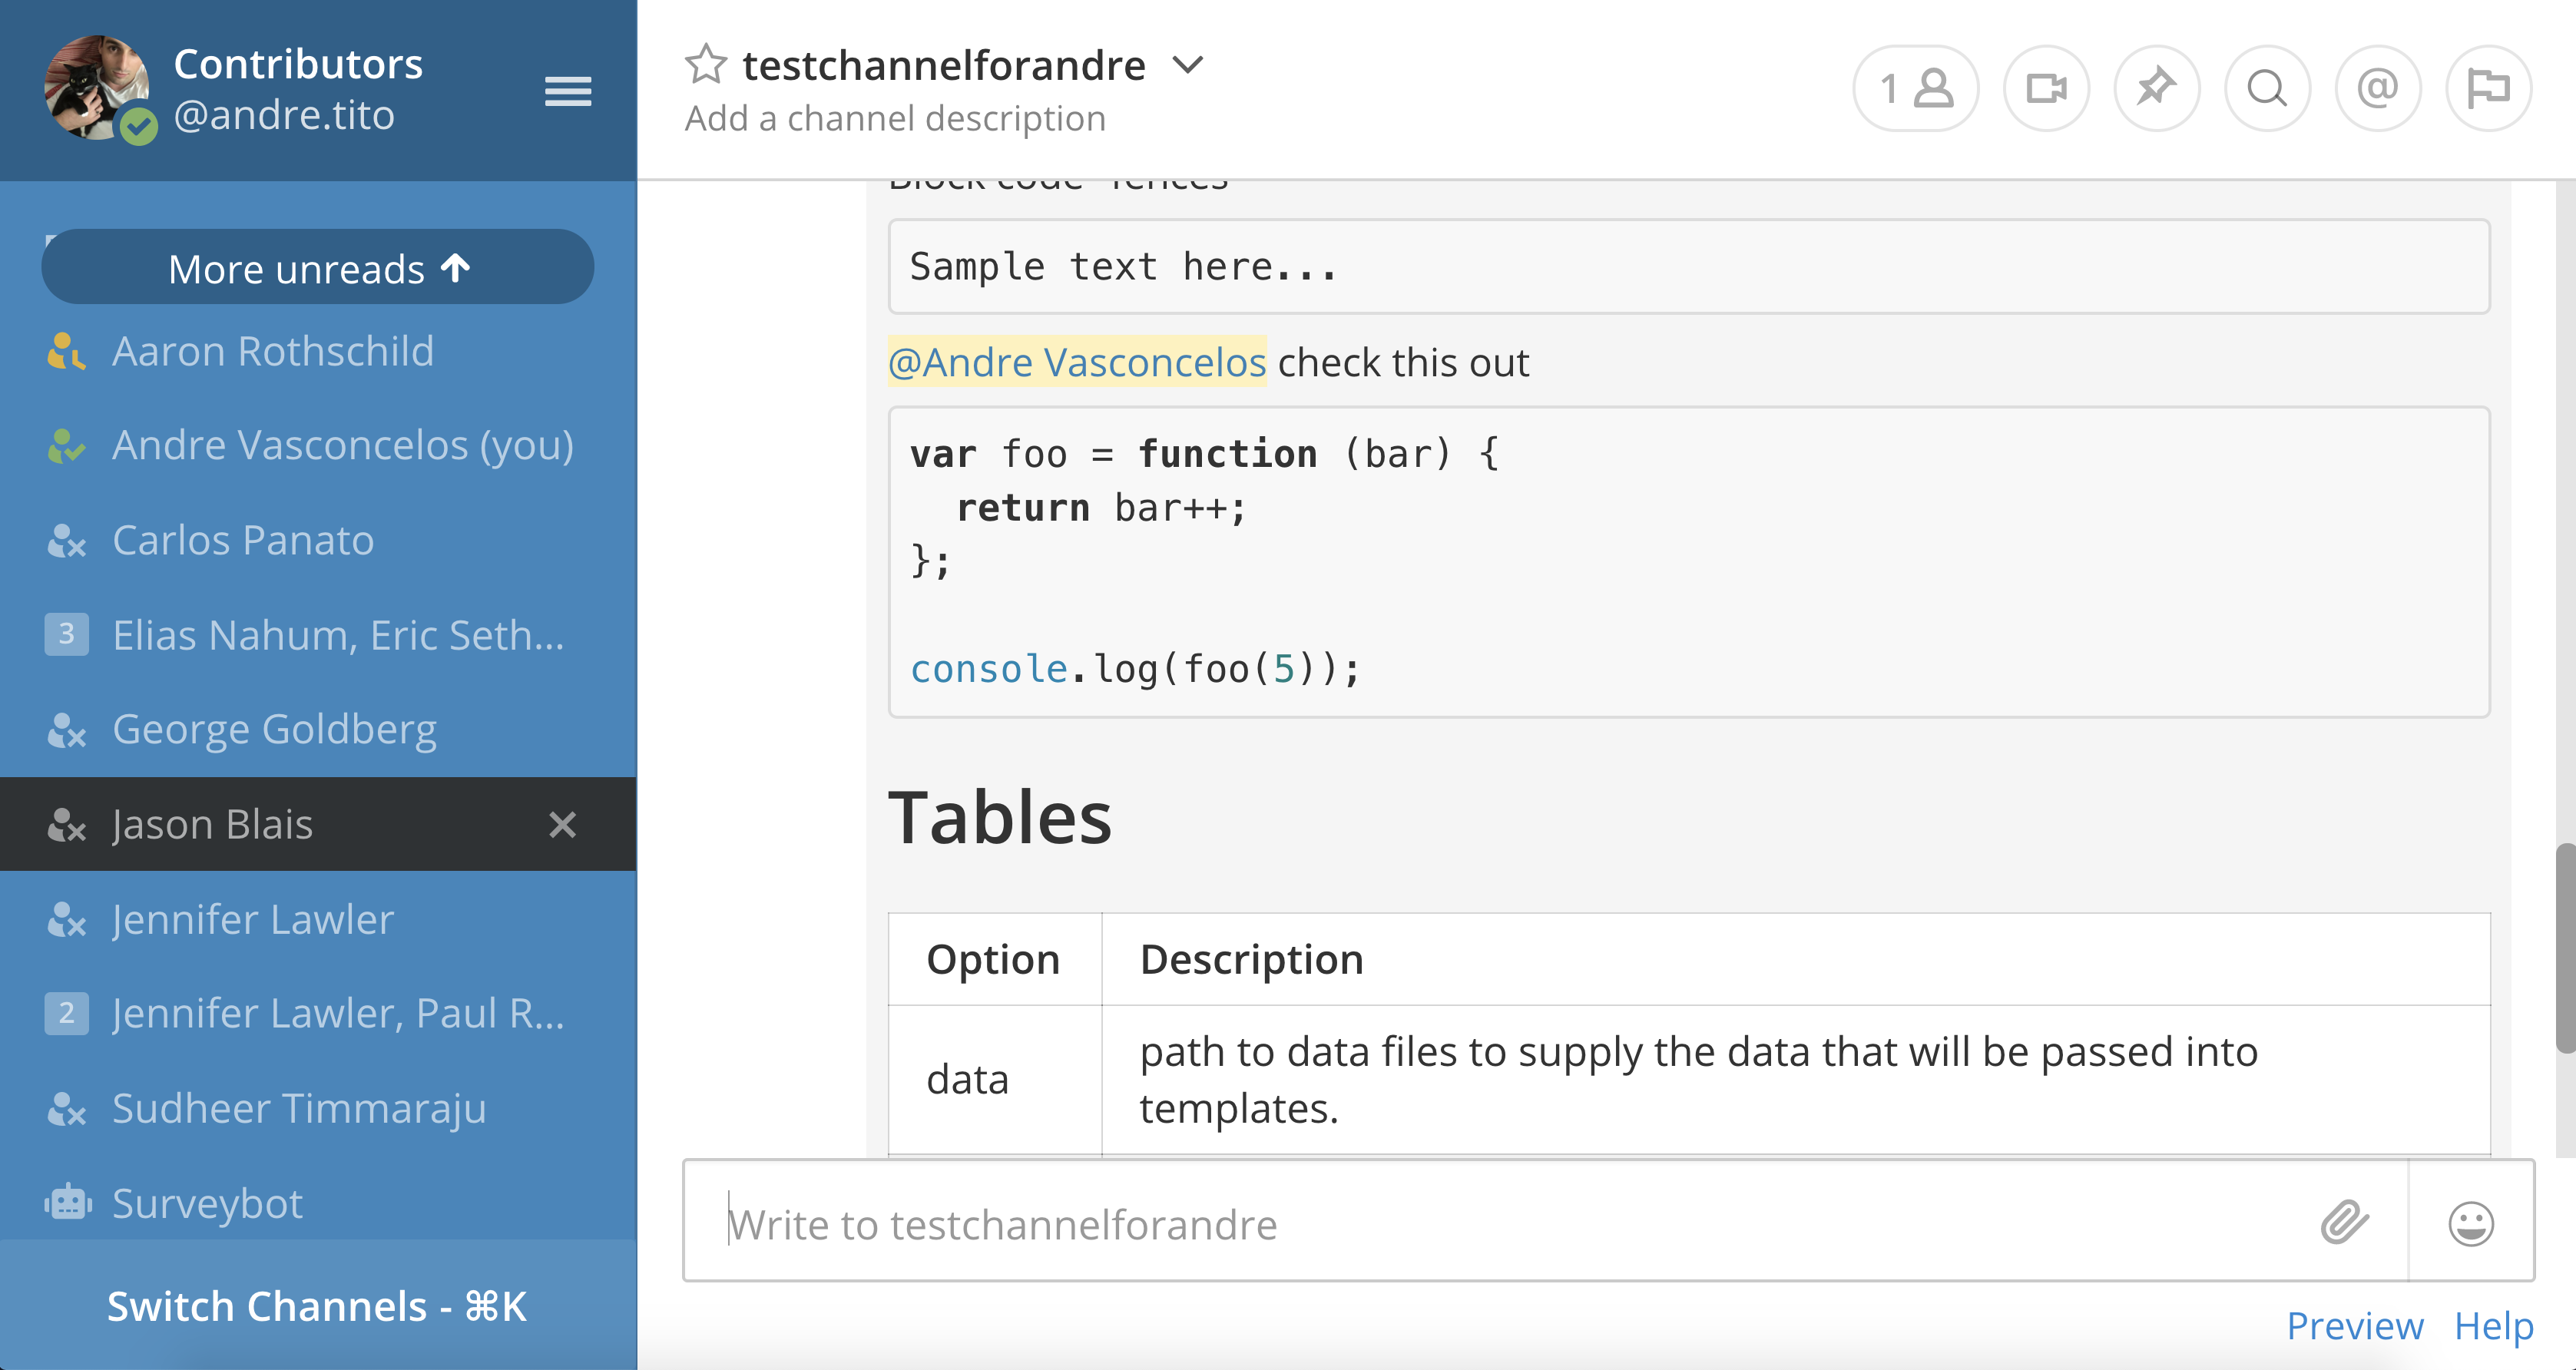 Contributors
@andre.tito
More unreads
Aaron Rothschild
Andre Vasconcelos (you)
Carlos Panato
3 Elias Nahum, Eric Seth...
George Goldberg
Jason Blais
Jennifer Lawler
2 Jennifer Lawler, Paul R...
Sudheer Timmaraju
Surveybot
Switch Channels - ⌘K
testchannelforandre
Add a channel description
1
@
Block code fences
Sample text here...
@Andre Vasconcelos check this out
var foo = function (bar) {
  return bar++;
};
console.log(foo(5));
Tables
Option Description
data path to data files to supply the data that will be passed into
templates.
Write to testchannelforandre
Preview Help